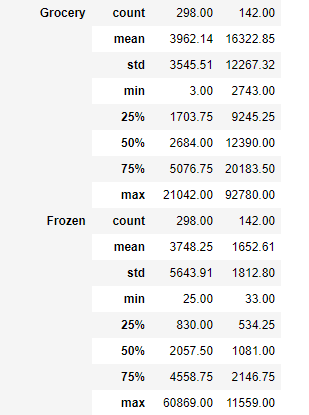 Grocery count 298.00 142.00
mean 3962.14 16322.85
std 3545.51 12267.32
min 3.00 2743.00
25% 1703.75 9245.25
50% 2684.00 12390.00
75% 5076.75 20183.50
max 21042.00 92780.00
Frozen count 298.00 142.00
mean 3748.25 1652.61
std 5643.91 1812.80
min 25.00 33.00
25% 830.00 534.25
50% 2057.50 1081.00
75% 4558.75 2146.75
max 60869.00 11559.00